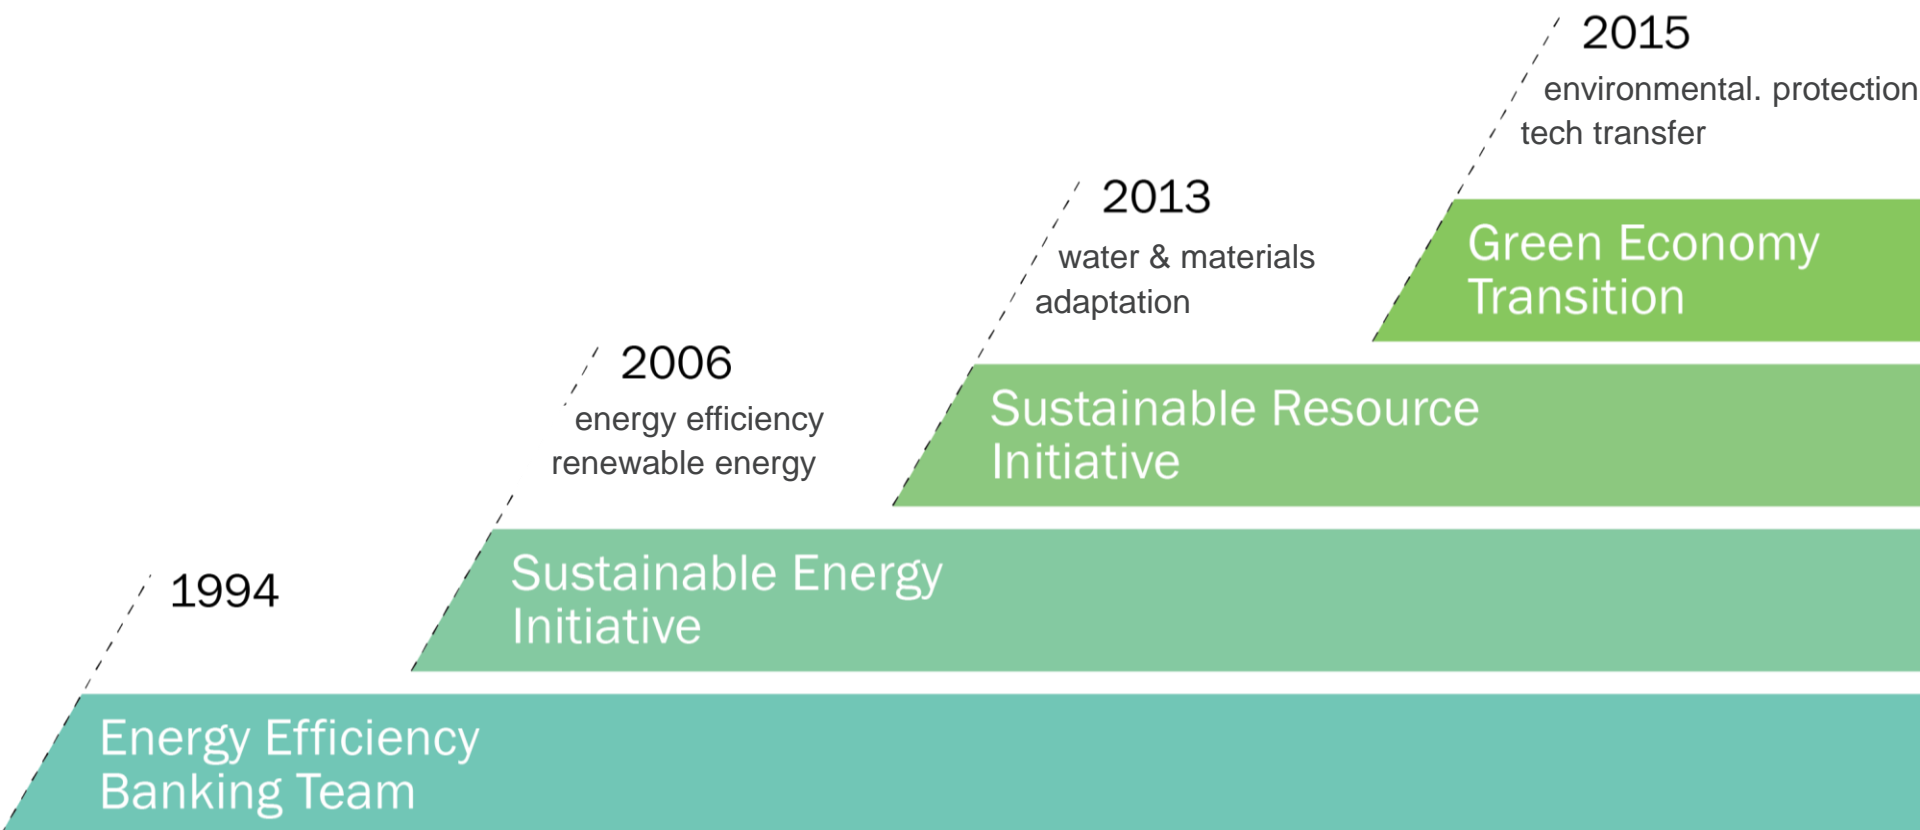 2015
environmental. protection
tech transfer
Green Economy
Transition
2013
water & materials
adaptation
Sustainable Resource
Initiative
2006
energy efficiency
renewable energy
Sustainable Energy
Initiative
1994
Energy Efficiency
Banking Team